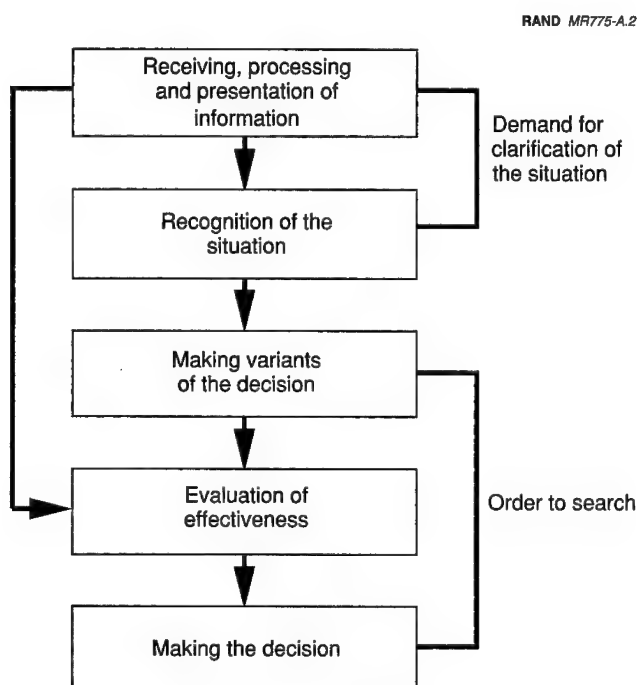 RAND MR775-A.2
Receiving, processing
and presentation of
information
Demand for
clarification of
the situation
Recognition of the
situation
Making variants
of the decision
Evaluation of
effectiveness
Order to search
Making the decision